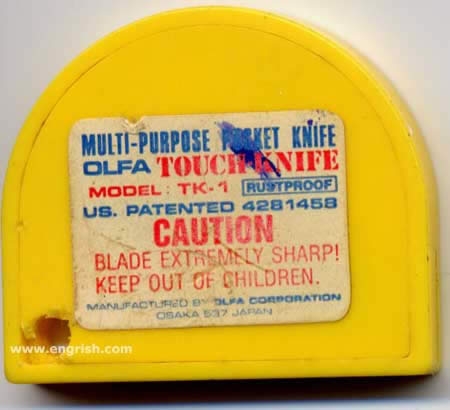 MULTI-PURPOSE POCKET KNIFE
OLFA TOUCH-KNIFE
MODEL: TK-1 RUSTPROOF
US. PATENTED 4281458
CAUTION
BLADE EXTREMELY SHARP!
KEEP OUT OF CHILDREN.
MANUFACTURED BY OLFA CORPORATION
OSAKA 537 JAPAN
www.engrish.com